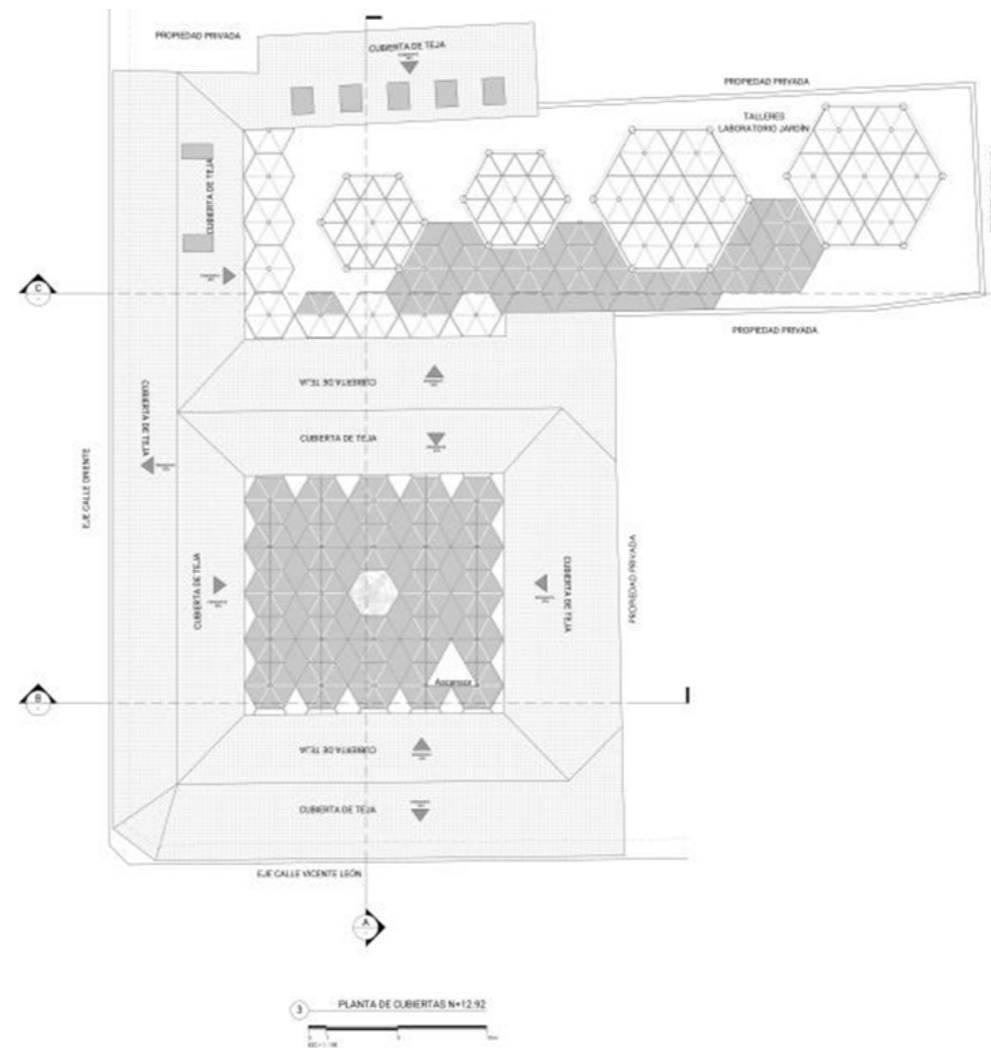 PROPIEDAD PRIVADA
CUBIERTA DE TEJA
PROPIEDAD PRIVADA
TALLERES
LABORATORIO JARDÍN
CUBIERTA DE TEJA
C
PROPIEDAD PRIVADA
CUBIERTA DE TEJA
CUBIERTA DE TEJA
CUBIERTA DE TEJA
EJE CALLE ORIENTE
CUBIERTA DE TEJA
CUBIERTA DE TEJA
PROPIEDAD PRIVADA
Ascensor
B
CUBIERTA DE TEJA
CUBIERTA DE TEJA
EJE CALLE VICENTE LEÓN
A
3
PLANTA DE CUBIERTAS N+12.92